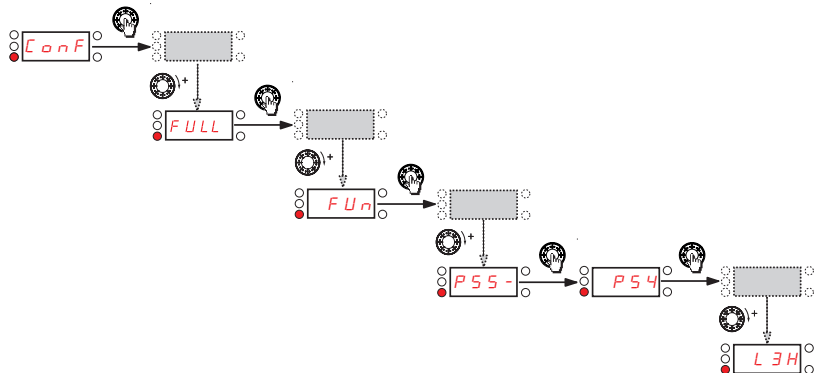 ConF
+
FULL
+
FUn
+
PSS-
PS4
+
L3H